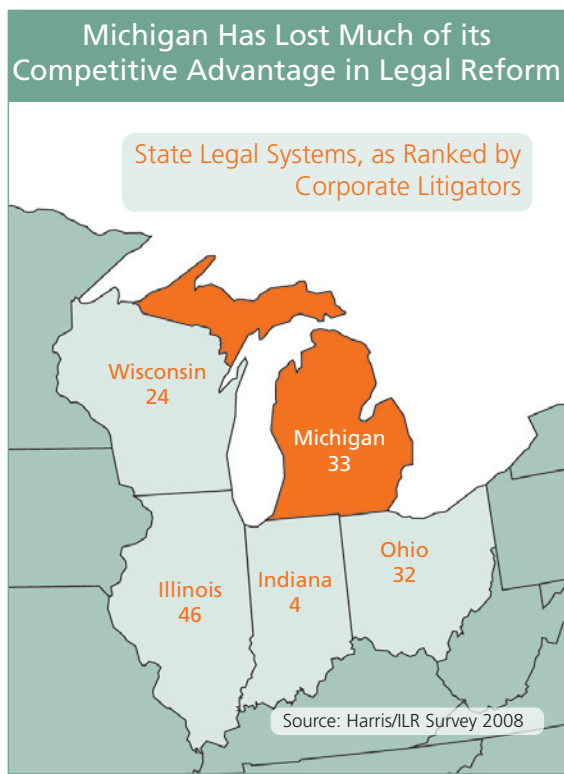 Michigan Has Lost Much of its
Competitive Advantage in Legal Reform
State Legal Systems, as Ranked by
Corporate Litigators
Wisconsin
24
Michigan
33
Illinois
46
Indiana
4
Ohio
32
Source: Harris/ILR Survey 2008